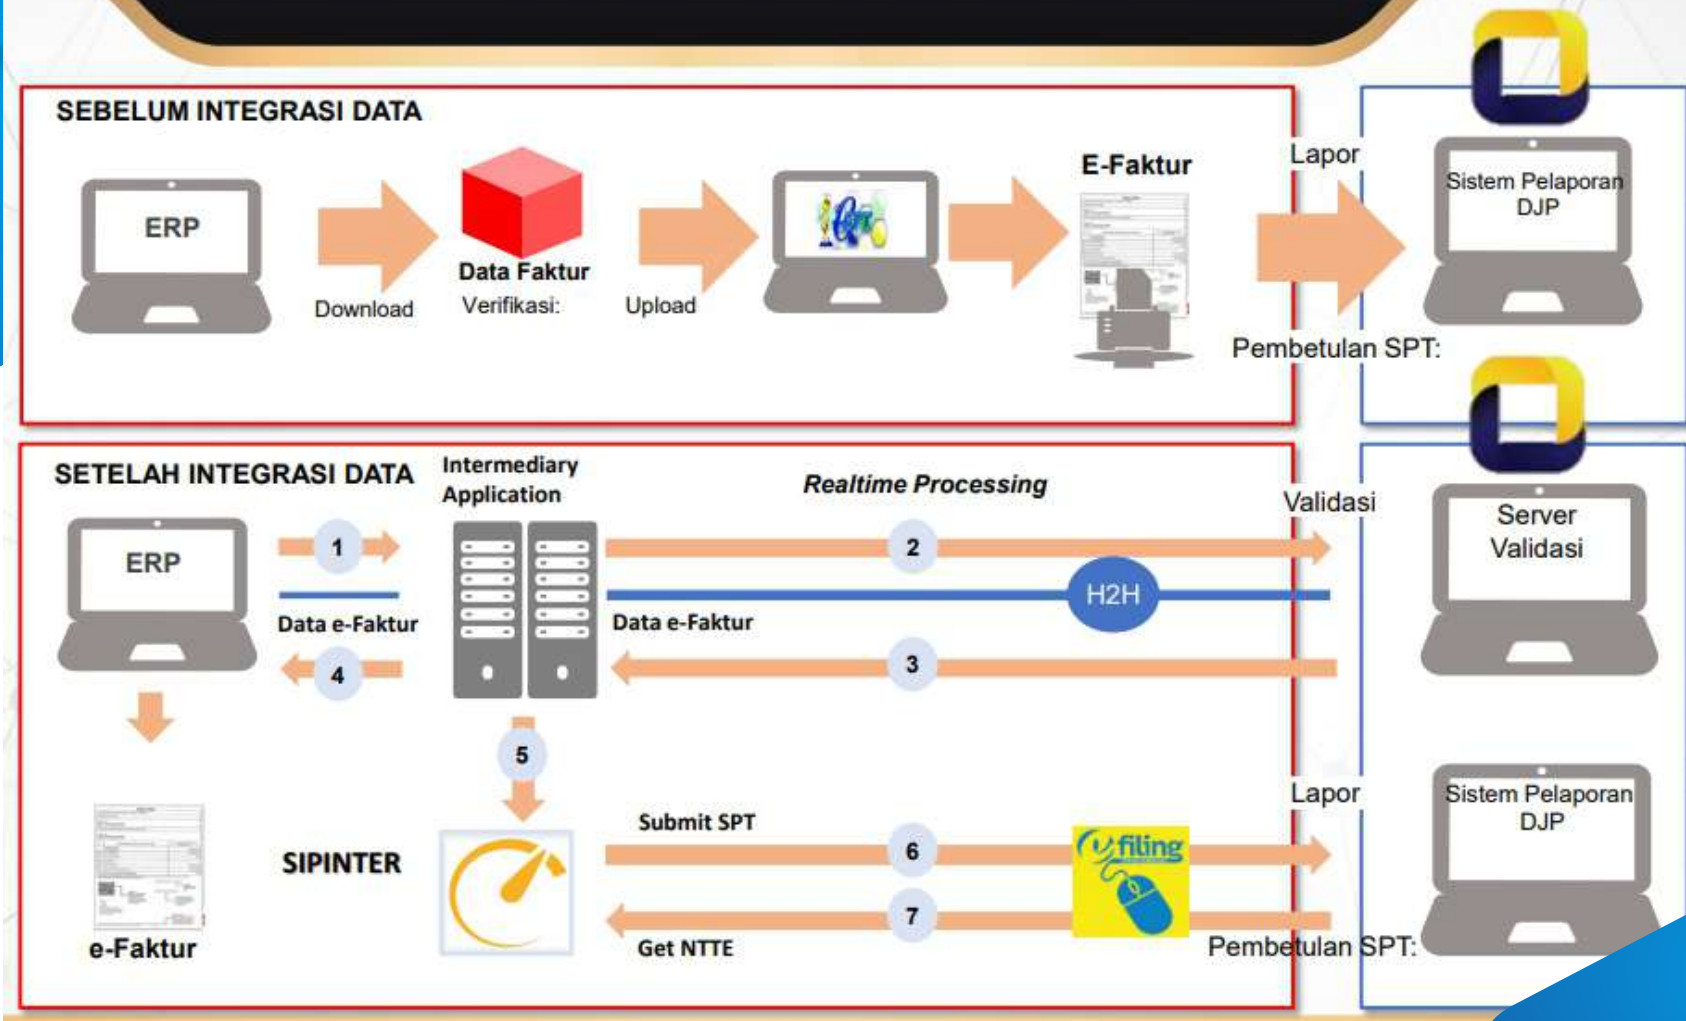 SEBELUM INTEGRASI DATA
ERP
Download
Data Faktur
Verifikasi:
Upload
E-Faktur
Lapor
Pembetulan SPT:
Sistem Pelaporan
DJP
SETELAH INTEGRASI DATA
Intermediary
Application
Realtime Processing
Validasi
Server
Validasi
ERP
1
2
H2H
Data e-Faktur
Data e-Faktur
4
3
5
e-Faktur
SIPINTER
Submit SPT
6
filing
7
Get NTTE
Lapor
Pembetulan SPT:
Sistem Pelaporan
DJP